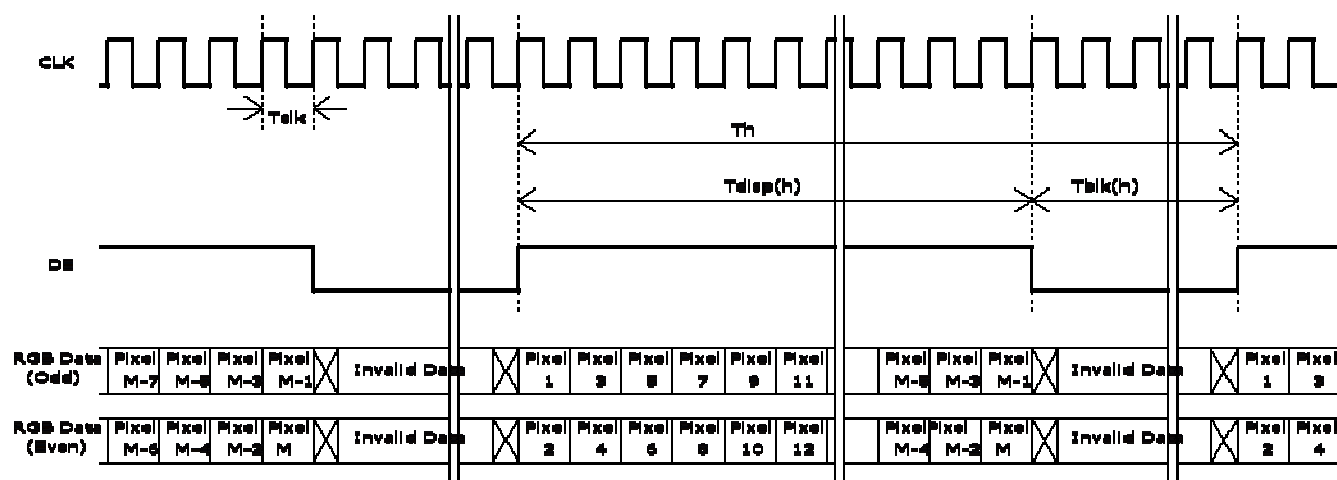 CLK
Tclk
Th
Tdisp(h) Tblk(h)
DE
RGB Data (Odd)
Pixel M-7 Pixel M-5 Pixel M-3 Pixel M-1 Invalid Data Pixel 1 Pixel 3 Pixel 5 Pixel 7 Pixel 9 Pixel 11 Pixel M-5 Pixel M-3 Pixel M-1 Invalid Data Pixel 1 Pixel 3
RGB Data (Even)
Pixel M-6 Pixel M-4 Pixel M-2 Pixel M Invalid Data Pixel 2 Pixel 4 Pixel 6 Pixel 8 Pixel 10 Pixel 12 Pixel M-4 Pixel M-2 Pixel M Invalid Data Pixel 2 Pixel 4